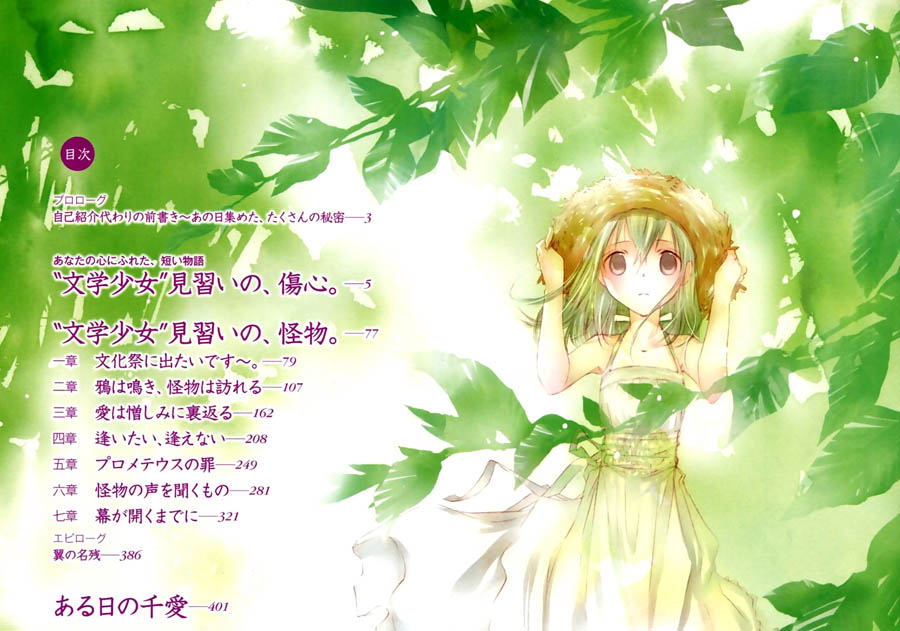 目次
プロローグ
自己紹介代わりの前書き～あの日集めた、たくさんの秘密──3
あなたの心にふれた、短い物語
“文学少女”見習いの、傷心。──5
“文学少女”見習いの、怪物。──77
一章 文化祭に出たいです～。──79
二章 鴉は鳴き、怪物は訪れる──107
三章 愛は憎しみに裏返る──162
四章 逢いたい、逢えない──208
五章 プロメテウスの罪──249
六章 怪物の声を聞くもの──281
七章 幕が開くまでに──321
エピローグ
翼の名残──386
ある日の千愛──401